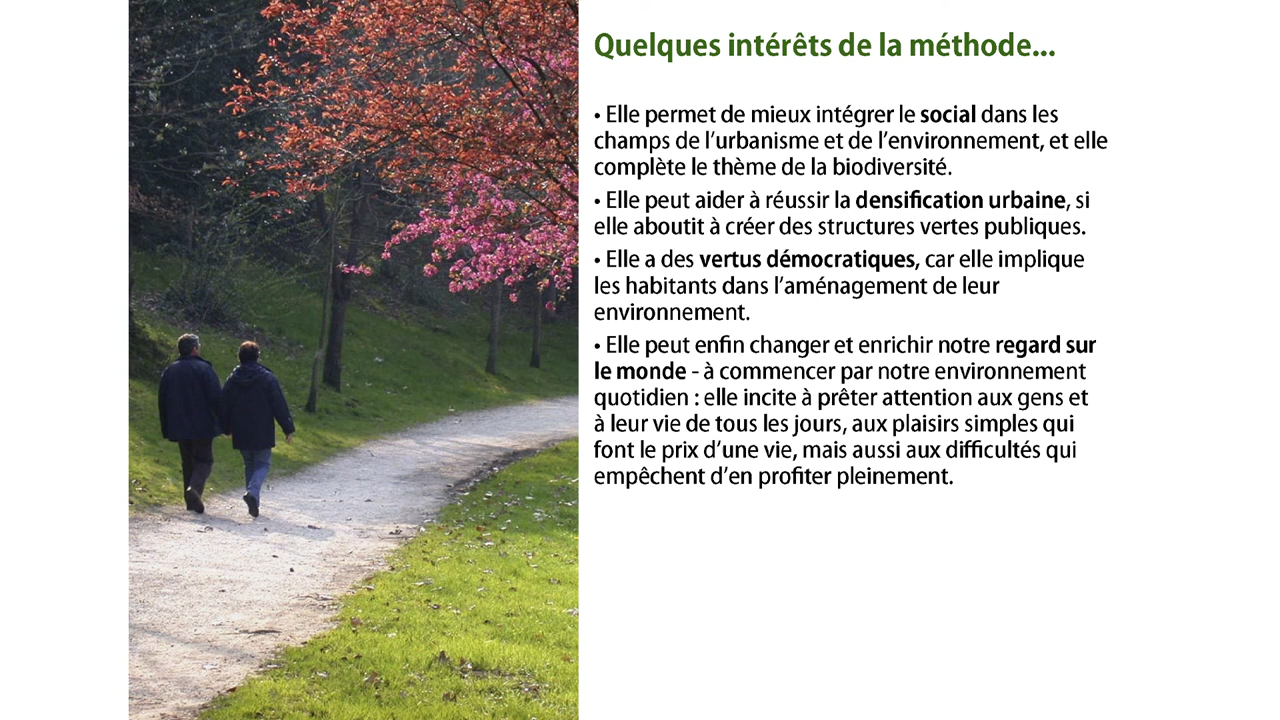 Quelques intérêts de la méthode...
• Elle permet de mieux intégrer le social dans les
champs de l’urbanisme et de l’environnement, et elle
complète le thème de la biodiversité.
• Elle peut aider à réussir la densification urbaine, si
elle aboutit à créer des structures vertes publiques.
• Elle a des vertus démocratiques, car elle implique
les habitants dans l’aménagement de leur
environnement.
• Elle peut enfin changer et enrichir notre regard sur
le monde - à commencer par notre environnement
quotidien : elle incite à prêter attention aux gens et
à leur vie de tous les jours, aux plaisirs simples qui
font le prix d’une vie, mais aussi aux difficultés qui
empêchent d’en profiter pleinement.